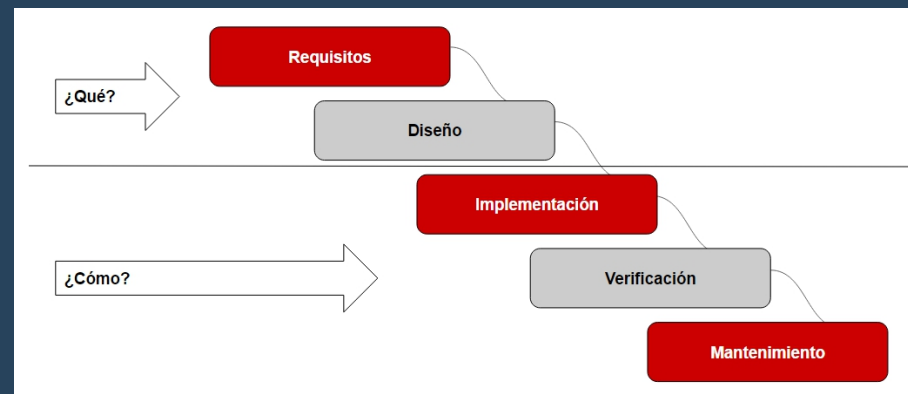 Requisitos
¿Qué?
Diseño
Implementación
¿Cómo?
Verificación
Mantenimiento